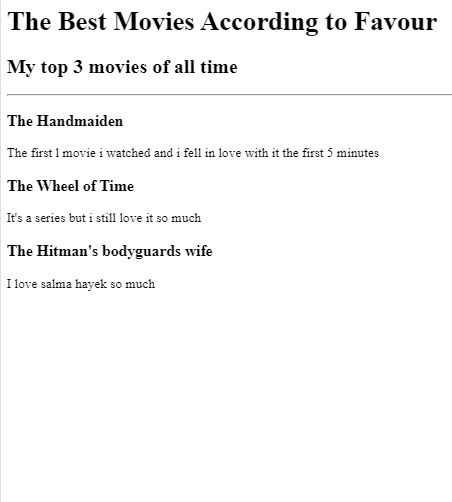 The Best Movies According to Favour
My top 3 movies of all time
The Handmaiden
The first l movie i watched and i fell in love with it the first 5 minutes
The Wheel of Time
It's a series but i still love it so much
The Hitman's bodyguards wife
I love salma hayek so much